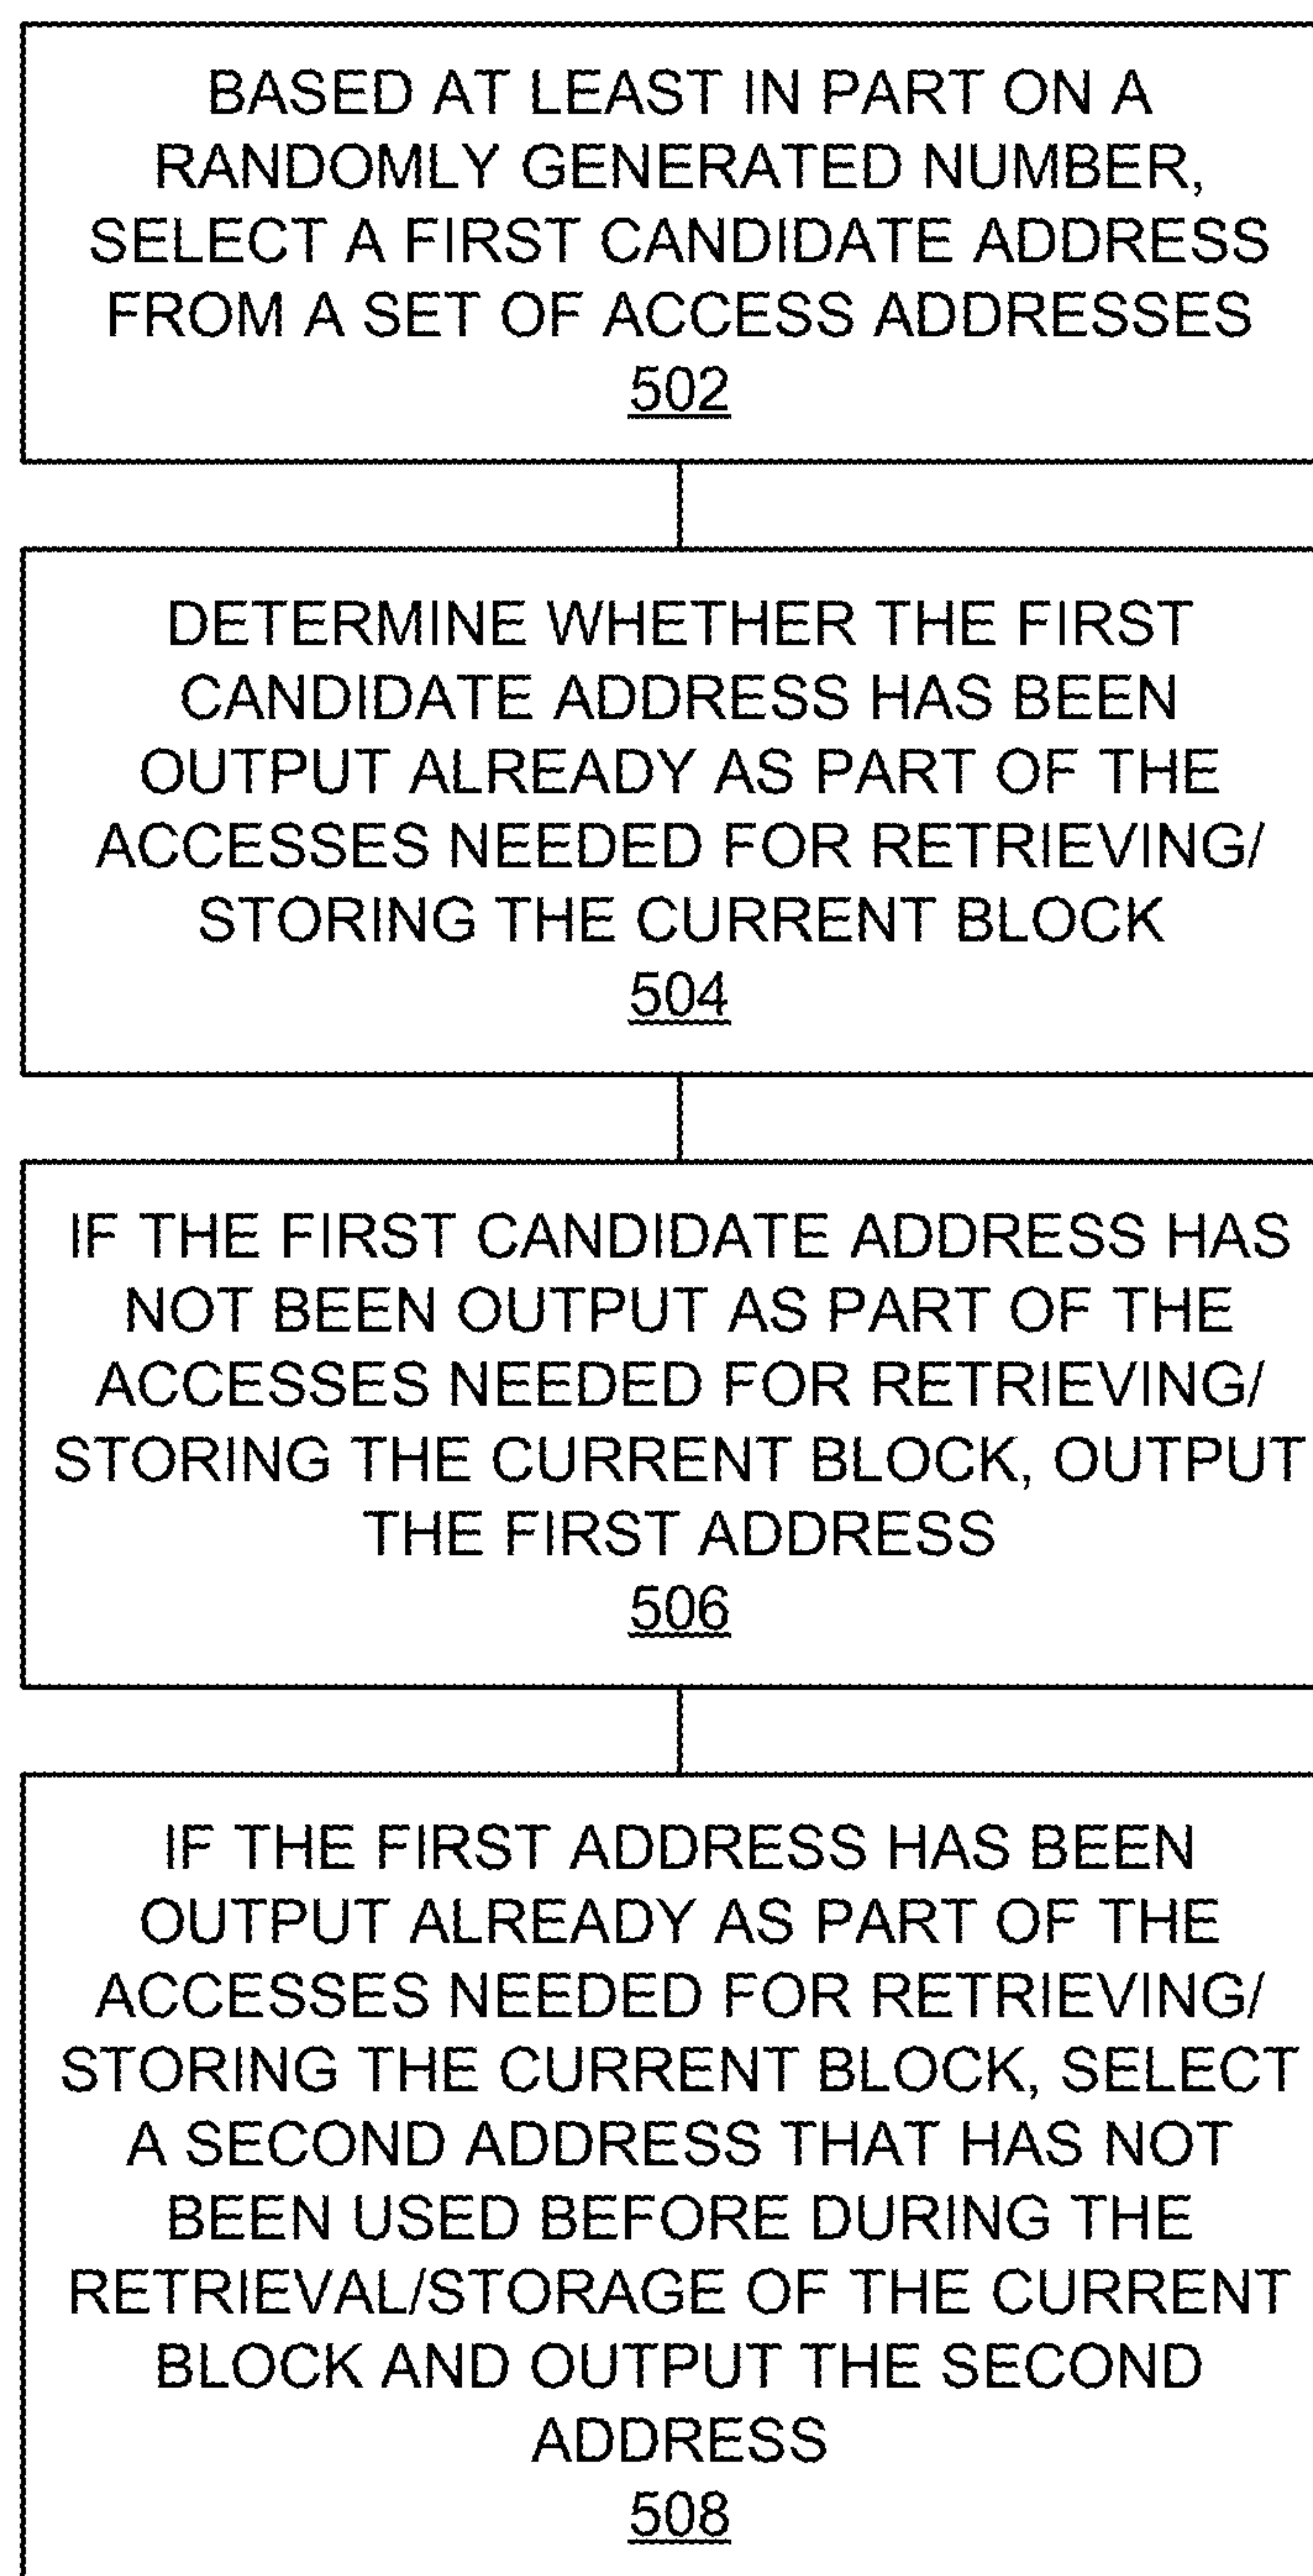 BASED AT LEAST IN PART ON A
RANDOMLY GENERATED NUMBER,
SELECT A FIRST CANDIDATE ADDRESS
FROM A SET OF ACCESS ADDRESSES
502
DETERMINE WHETHER THE FIRST
CANDIDATE ADDRESS HAS BEEN
OUTPUT ALREADY AS PART OF THE
ACCESSES NEEDED FOR RETRIEVING/
STORING THE CURRENT BLOCK
504
IF THE FIRST CANDIDATE ADDRESS HAS
NOT BEEN OUTPUT AS PART OF THE
ACCESSES NEEDED FOR RETRIEVING/
STORING THE CURRENT BLOCK, OUTPUT
THE FIRST ADDRESS
506
IF THE FIRST ADDRESS HAS BEEN
OUTPUT ALREADY AS PART OF THE
ACCESSES NEEDED FOR RETRIEVING/
STORING THE CURRENT BLOCK, SELECT
A SECOND ADDRESS THAT HAS NOT
BEEN USED BEFORE DURING THE
RETRIEVAL/STORAGE OF THE CURRENT
BLOCK AND OUTPUT THE SECOND
ADDRESS
508